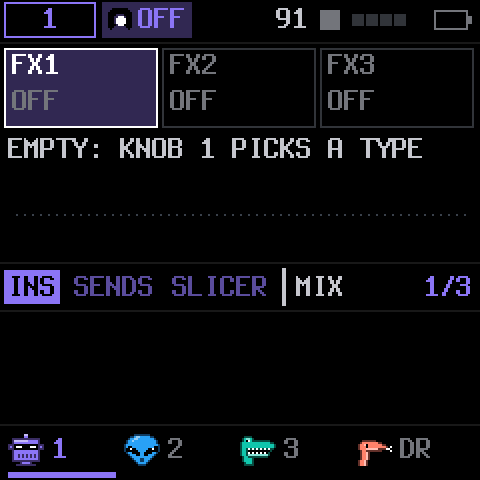 1 OFF 91
FX1 FX2 FX3
OFF OFF OFF
EMPTY: KNOB 1 PICKS A TYPE
INS SENDS SLICER MIX 1/3
1 2 3 DR